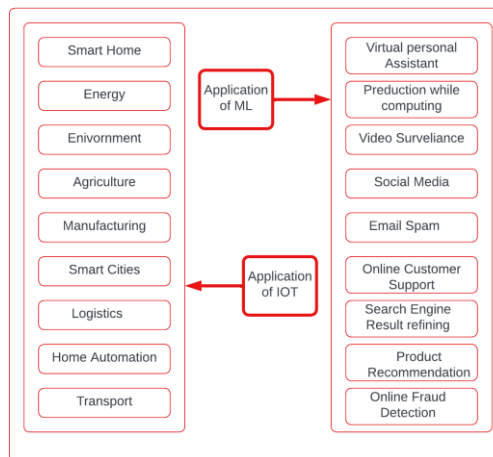 Smart Home
Energy
Enivornment
Agriculture
Manufacturing
Smart Cities
Logistics
Home Automation
Transport
Application
of ML
Application
of IOT
Virtual personal
Assistant
Prediction while
computing
Video Surveliance
Social Media
Email Spam
Online Customer
Support
Search Engine
Result refining
Product
Recommendation
Online Fraud
Detection